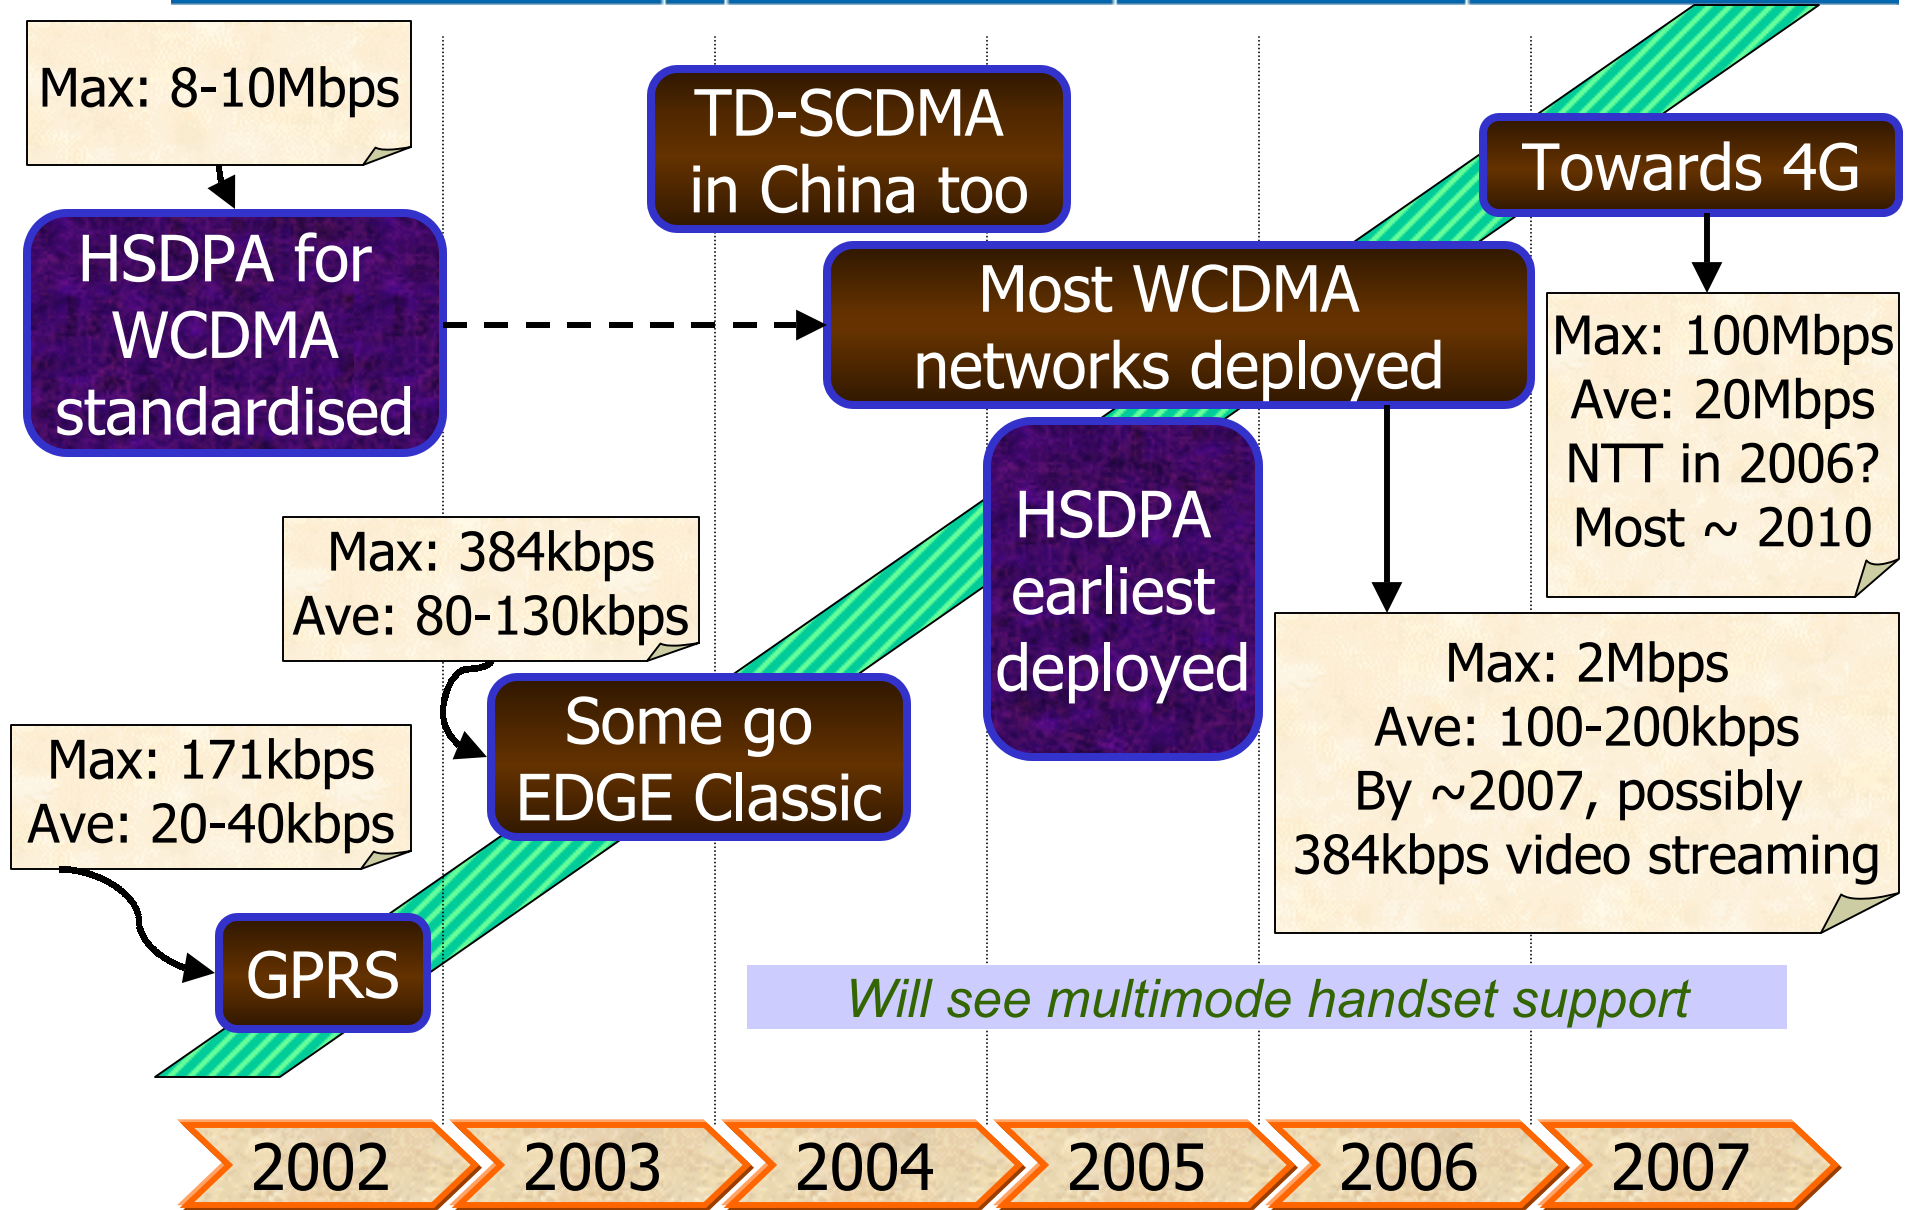 Max: 8-10Mbps
HSDPA for
WCDMA
standardised
TD-SCDMA
in China too
Towards 4G
Most WCDMA
networks deployed
Max: 100Mbps
Ave: 20Mbps
NTT in 2006?
Most ~ 2010
HSDPA
earliest
deployed
Max: 384kbps
Ave: 80-130kbps
Some go
EDGE Classic
Max: 2Mbps
Ave: 100-200kbps
By ~2007, possibly
384kbps video streaming
Max: 171kbps
Ave: 20-40kbps
GPRS
Will see multimode handset support
2002
2003
2004
2005
2006
2007